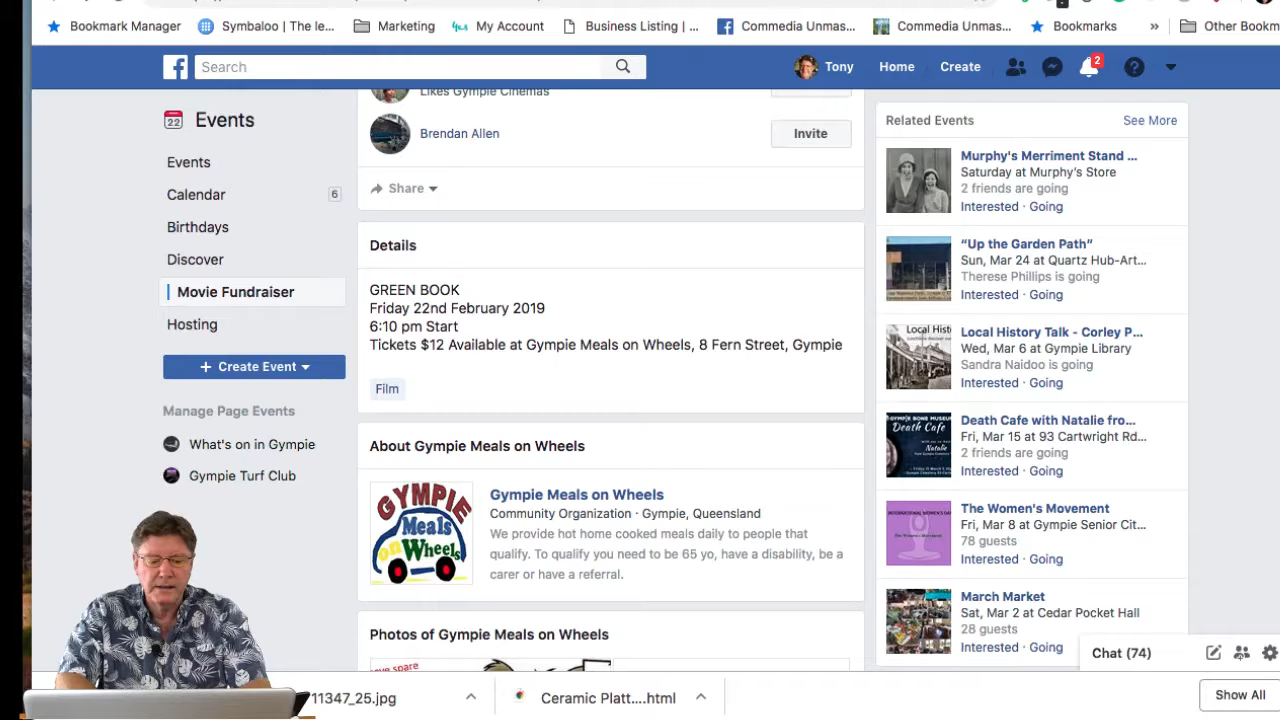 Bookmark Manager
Symbaloo | The le...
Marketing
My Account
Business Listing | ...
Commedia Unmas...
Commedia Unmas...
Bookmarks
»
Other Bookm
Search
Tony
Home
Create
2
22
Events
Events
Calendar
6
Birthdays
Discover
Movie Fundraiser
Hosting
+ Create Event
Manage Page Events
What's on in Gympie
Gympie Turf Club
Likes Gympie Cinemas
Brendan Allen
Invite
Share
Details
GREEN BOOK
Friday 22nd February 2019
6:10 pm Start
Tickets $12 Available at Gympie Meals on Wheels, 8 Fern Street, Gympie
Film
About Gympie Meals on Wheels
GYMPIE
Meals
on Wheels
Gympie Meals on Wheels
Community Organization · Gympie, Queensland
We provide hot home cooked meals daily to people that
qualify. To qualify you need to be 65 yo, have a disability, be a
carer or have a referral.
Photos of Gympie Meals on Wheels
Related Events
See More
Murphy's Merriment Stand ...
Saturday at Murphy's Store
2 friends are going
Interested · Going
“Up the Garden Path”
Sun, Mar 24 at Quartz Hub-Art...
Therese Phillips is going
Interested · Going
Local Hist
Local History Talk - Corley P...
Wed, Mar 6 at Gympie Library
Sandra Naidoo is going
Interested · Going
GYMPIE BONE MUSEUM
Death Cafe
Natalie
Death Cafe with Natalie fro...
Fri, Mar 15 at 93 Cartwright Rd...
2 friends are going
Interested · Going
The Women's Movement
Fri, Mar 8 at Gympie Senior Cit...
78 guests
Interested · Going
March Market
Sat, Mar 2 at Cedar Pocket Hall
28 guests
Interested · Going
Chat (74)
11347_25.jpg
Ceramic Platt....html
Show All